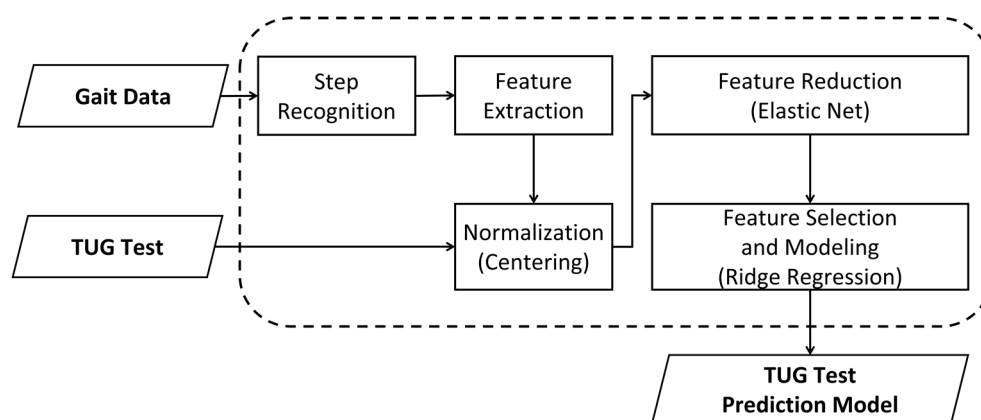 Gait Data
Step
Recognition
Feature
Extraction
Feature Reduction
(Elastic Net)
TUG Test
Normalization
(Centering)
Feature Selection
and Modeling
(Ridge Regression)
TUG Test
Prediction Model